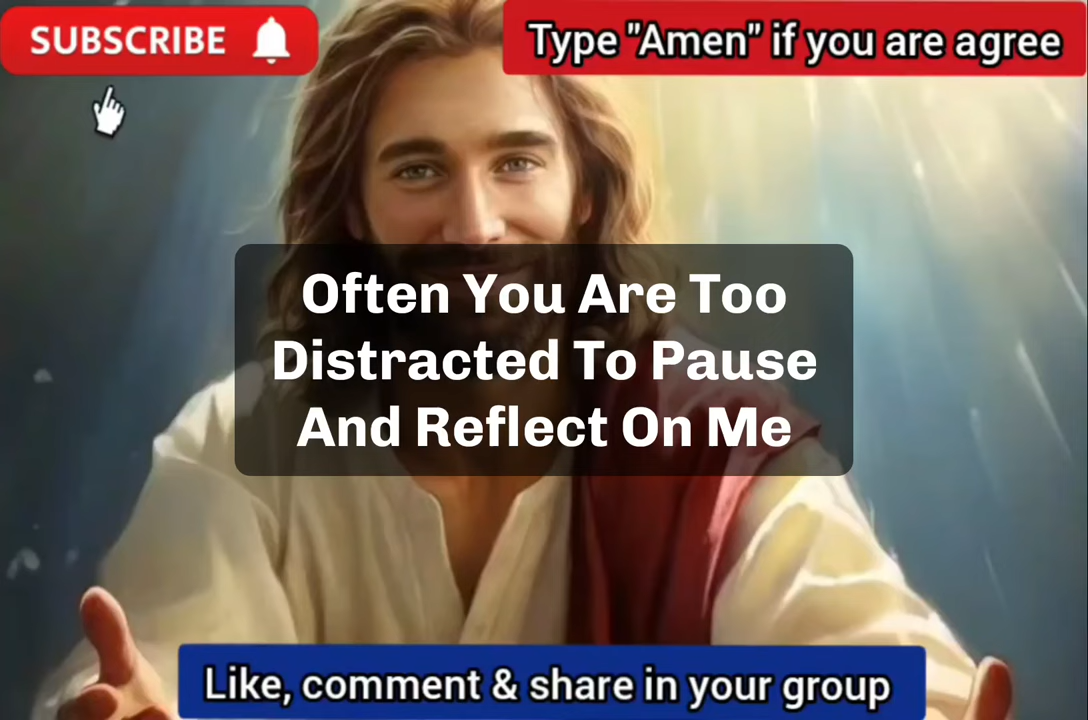 SUBSCRIBE
Type "Amen" if you are agree
Often You Are Too
Distracted To Pause
And Reflect On Me
Like, comment & share in your group